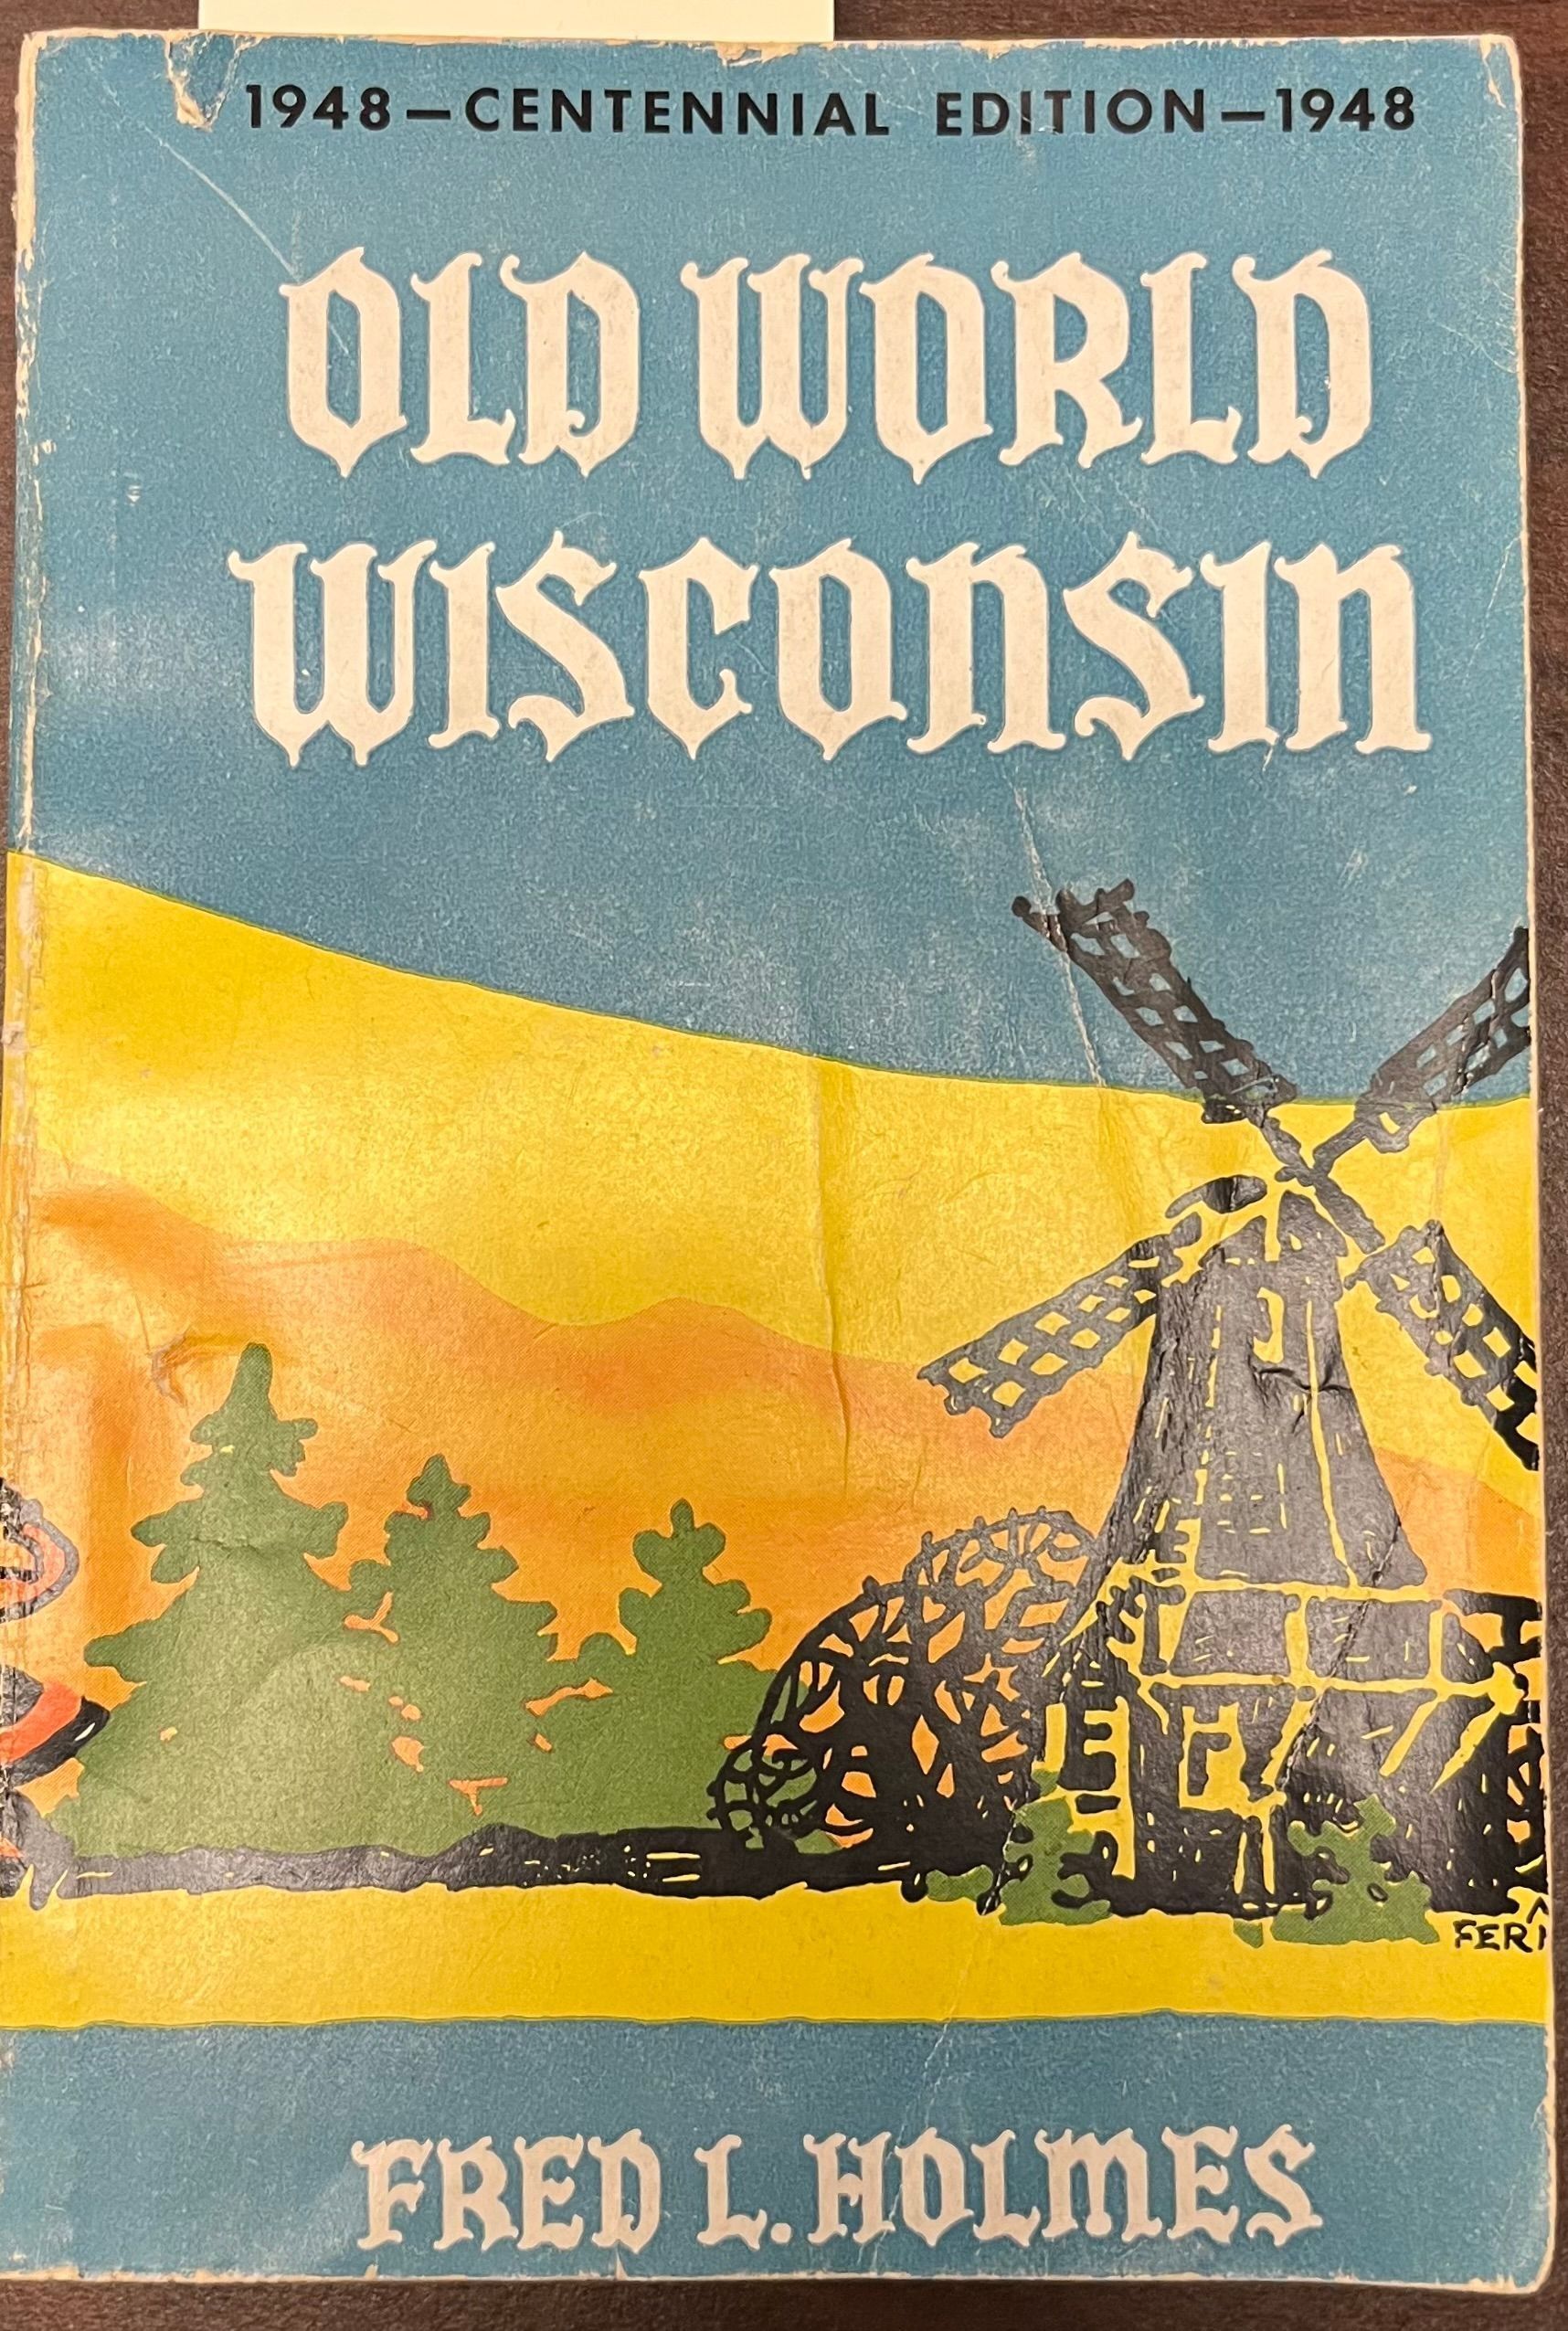 1948—CENTENNIAL EDITION—1948
OLD WORLD
WISCONSIN
FRED L. HOLMES